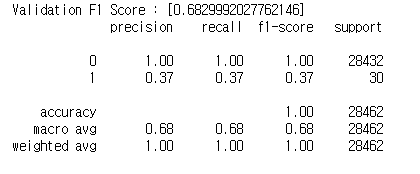 Validation F1 Score : [0.6829992027762146]
precision recall f1-score support
0 1.00 1.00 1.00 28432
1 0.37 0.37 0.37 30
accuracy 1.00 28462
macro avg 0.68 0.68 0.68 28462
weighted avg 1.00 1.00 1.00 28462